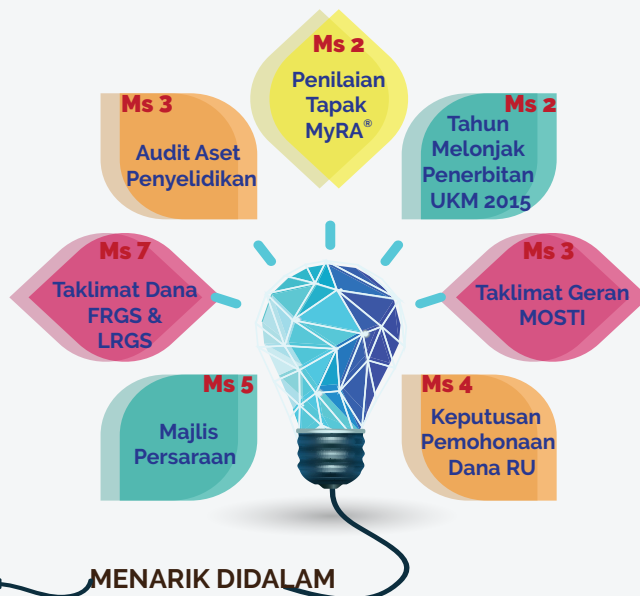 Ms 2
Penilaian
Tapak
MyRA®
Ms 3
Audit Aset
Penyelidikan
Ms 2
Tahun
Melonjak
Penerbitan
UKM 2015
Ms 7
Taklimat Dana
FRGS &
LRGS
Ms 3
Taklimat Geran
MOSTI
Ms 5
Majlis
Persaraan
Ms 4
Keputusan
Pemohonaan
Dana RU
MENARIK DIDALAM